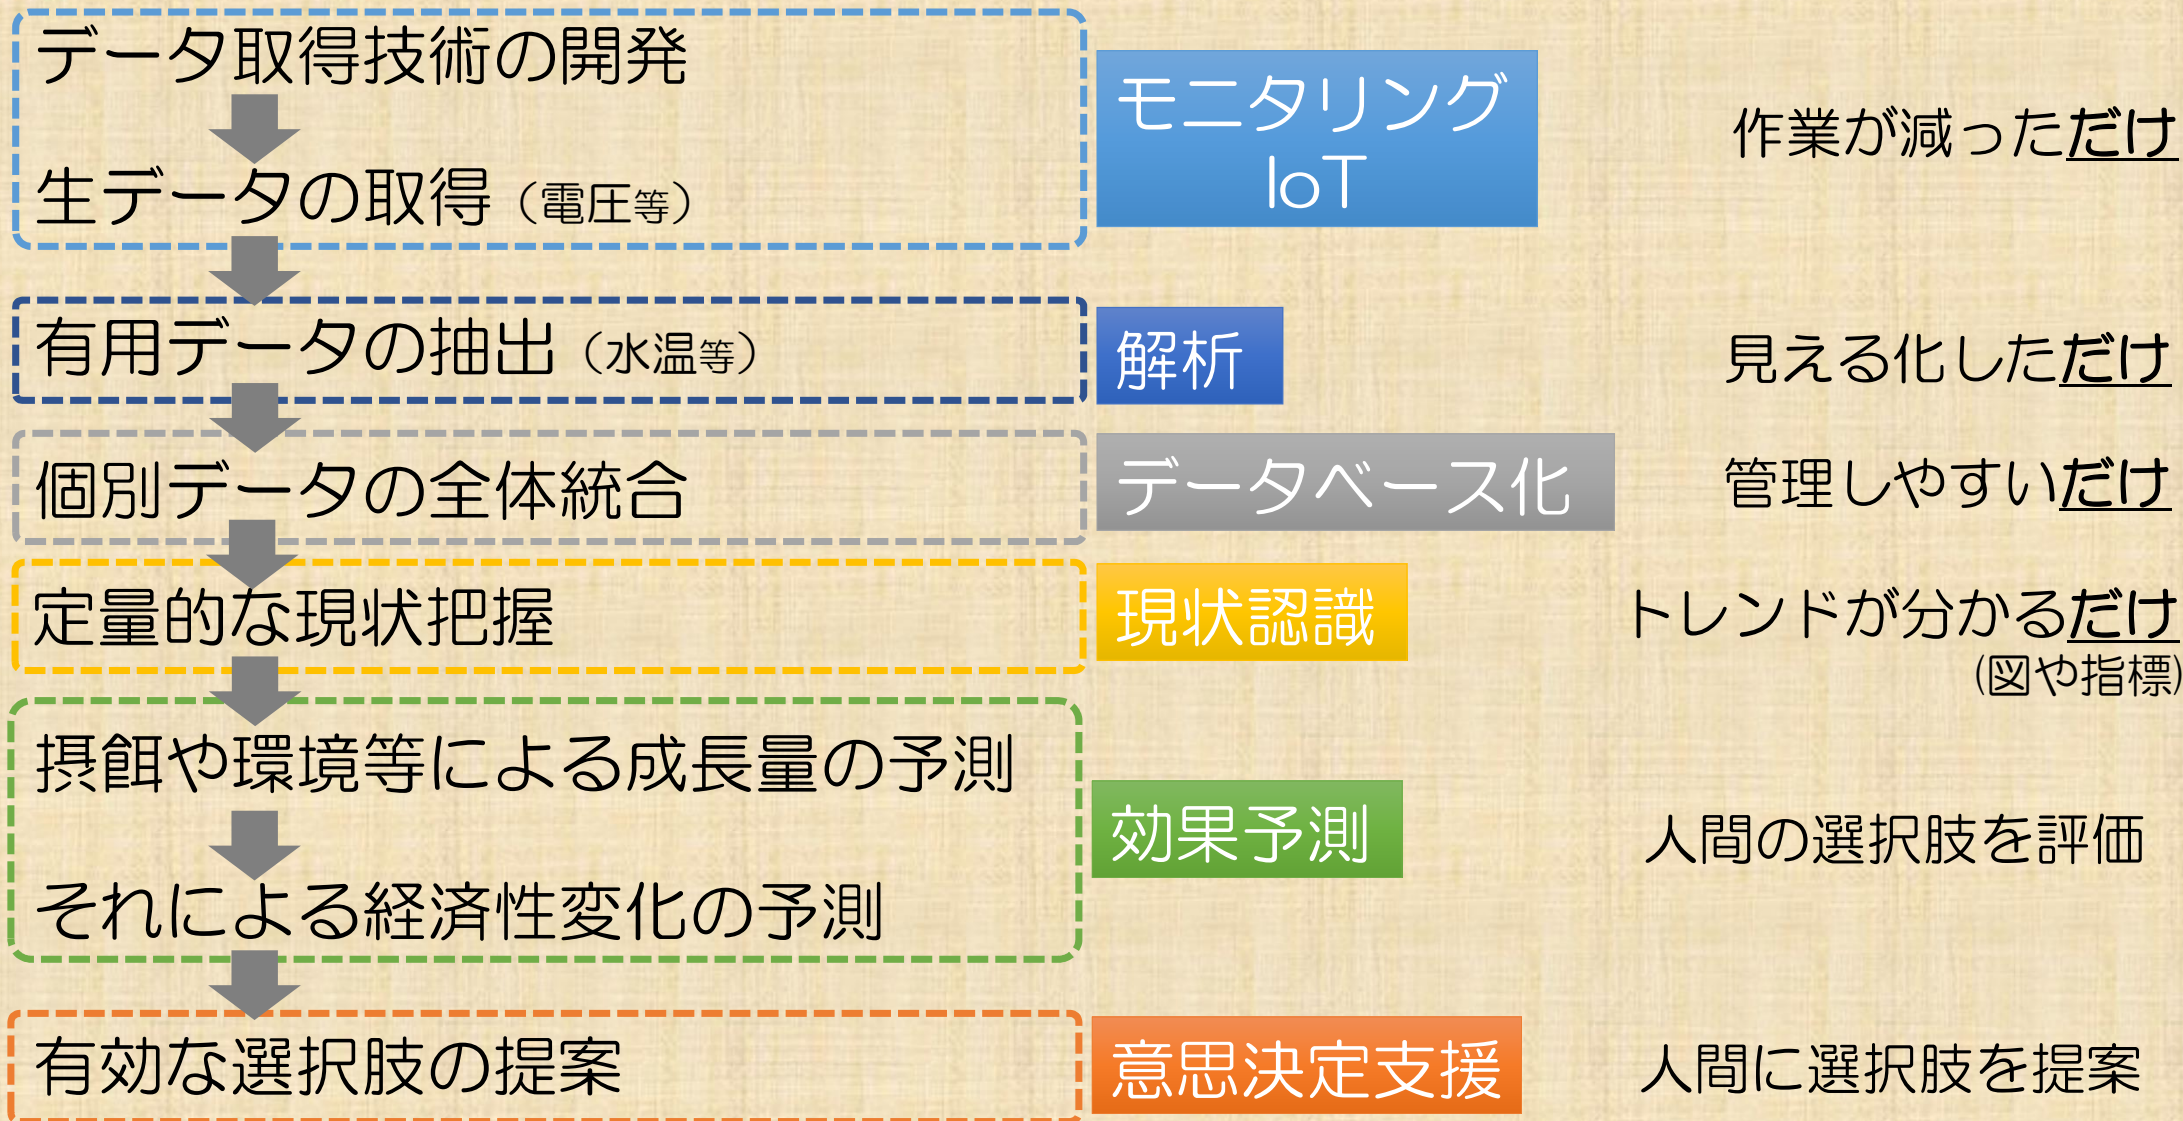 データ取得技術の開発
生データの取得（電圧等）
モニタリング
IoT
作業が減っただけ
有用データの抽出（水温等）
解析
見える化しただけ
個別データの全体統合
データベース化
管理しやすいだけ
定量的な現状把握
現状認識
トレンドが分かるだけ
(図や指標)
摂餌や環境等による成長量の予測
それによる経済性変化の予測
効果予測
人間の選択肢を評価
有効な選択肢の提案
意思決定支援
人間に選択肢を提案